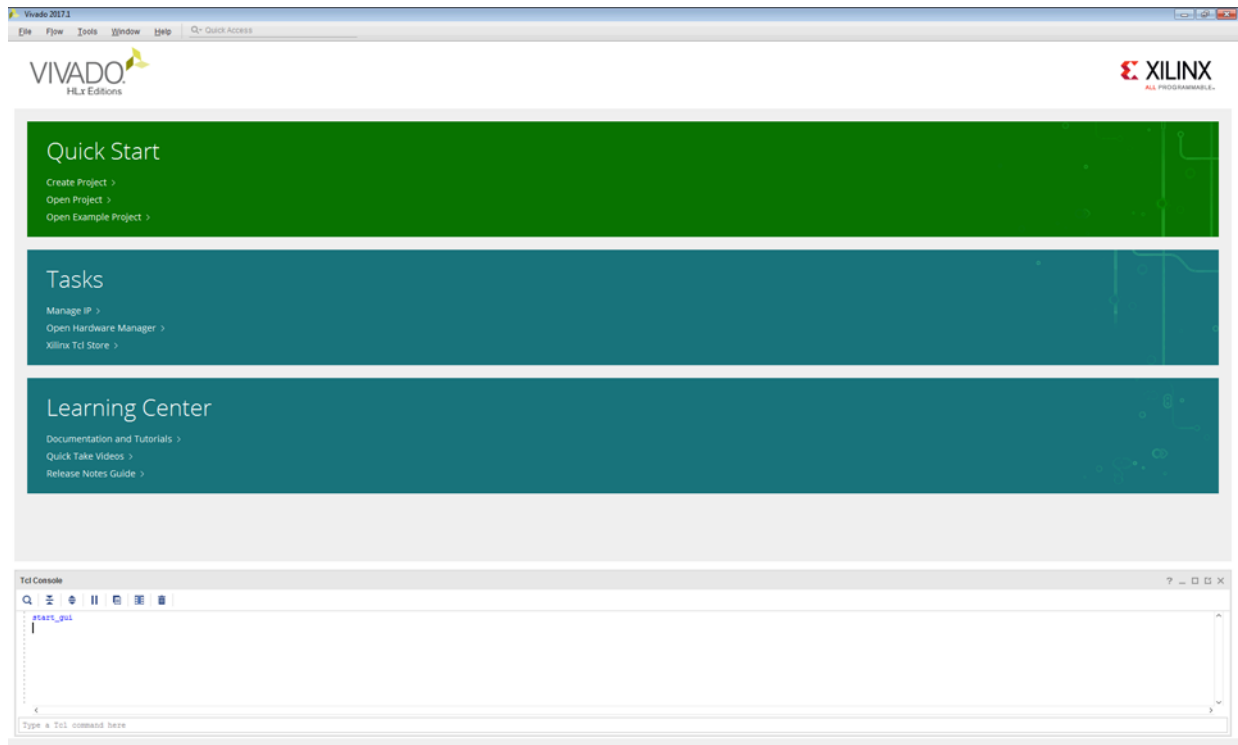 Vivado 2017.1
File Flow Tools Window Help Quick Access
VIVADO.
HLx Editions
XILINX
ALL PROGRAMMABLE.
Quick Start
Create Project >
Open Project >
Open Example Project >
Tasks
Manage IP >
Open Hardware Manager >
Xilinx Tcl Store >
Learning Center
Documentation and Tutorials >
Quick Take Videos >
Release Notes Guide >
Tcl Console
start_gui
Type a Tcl command here